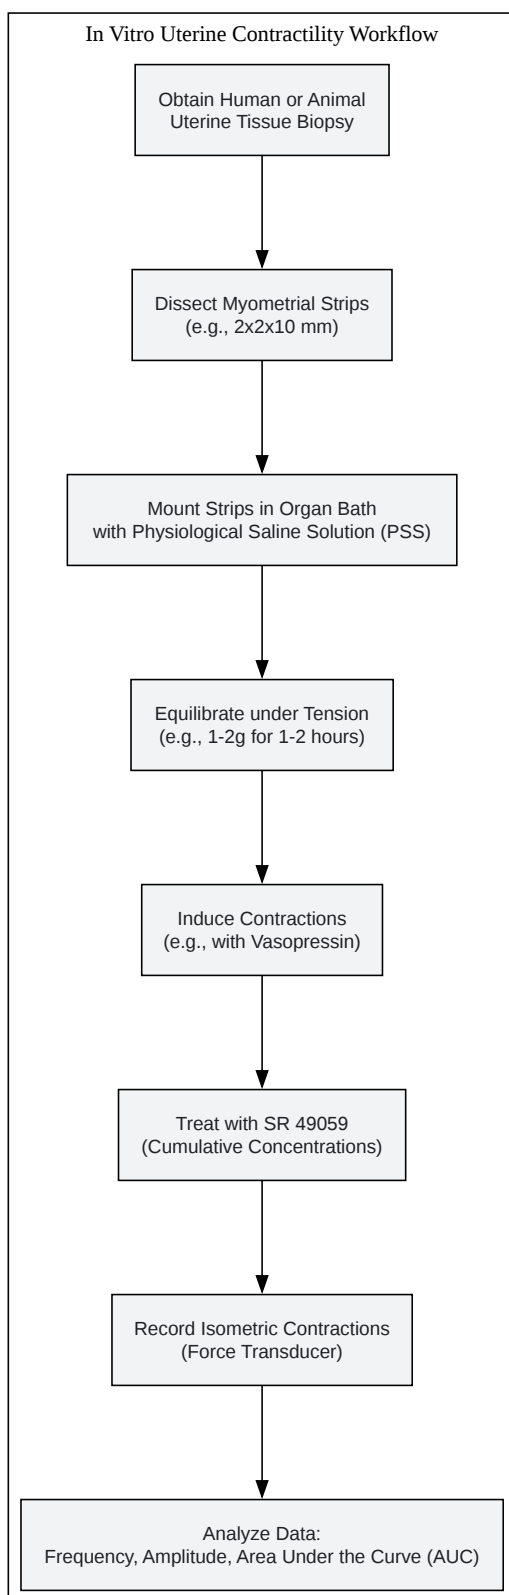 In Vitro Uterine Contractility Workflow
Obtain Human or Animal
Uterine Tissue Biopsy
Dissect Myometrial Strips
(e.g., 2x2x10 mm)
Mount Strips in Organ Bath
with Physiological Saline Solution (PSS)
Equilibrate under Tension
(e.g., 1-2g for 1-2 hours)
Induce Contractions
(e.g., with Vasopressin)
Treat with SR 49059
(Cumulative Concentrations)
Record Isometric Contractions
(Force Transducer)
Analyze Data:
Frequency, Amplitude, Area Under the Curve (AUC)